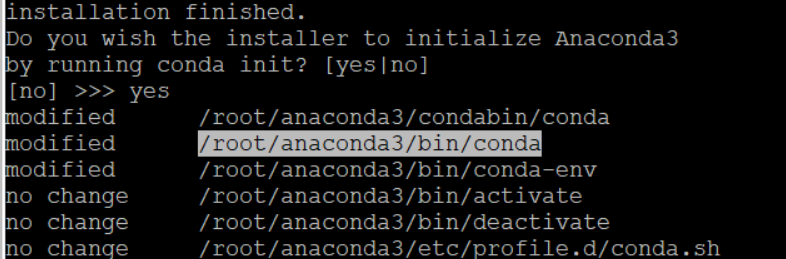 installation finished.
Do you wish the installer to initialize Anaconda3
by running conda init? [yes|no]
[no] >>> yes
modified      /root/anaconda3/condabin/conda
modified      /root/anaconda3/bin/conda
modified      /root/anaconda3/bin/conda-env
no change     /root/anaconda3/bin/activate
no change     /root/anaconda3/bin/deactivate
no change     /root/anaconda3/etc/profile.d/conda.sh